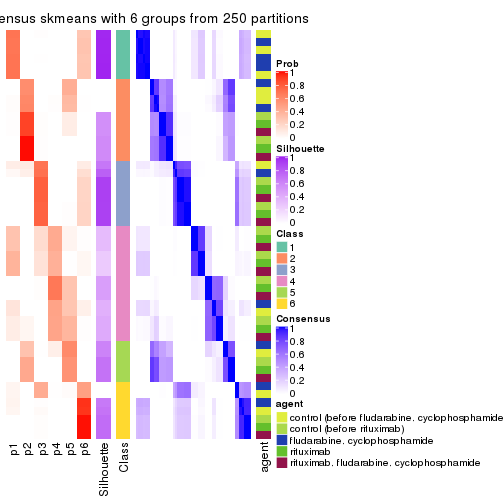 ensus skmeans with 6 groups from 250 partitions
Prob
1
0.8
0.6
0.4
0.2
0
Silhouette
1
0.8
0.6
0.4
0.2
0
Class
1
2
3
4
5
6
Consensus
1
0.8
0.6
0.4
0.2
0
agent
control (before fludarabine. cyclophosphamide
control (before riluximab)
fludarabine. cyclophosphamide
riluximab
riluximab. fludarabine. cyclophosphamide
p1
p2
p3
p4
p5
p6
Silhouette
Class
agent